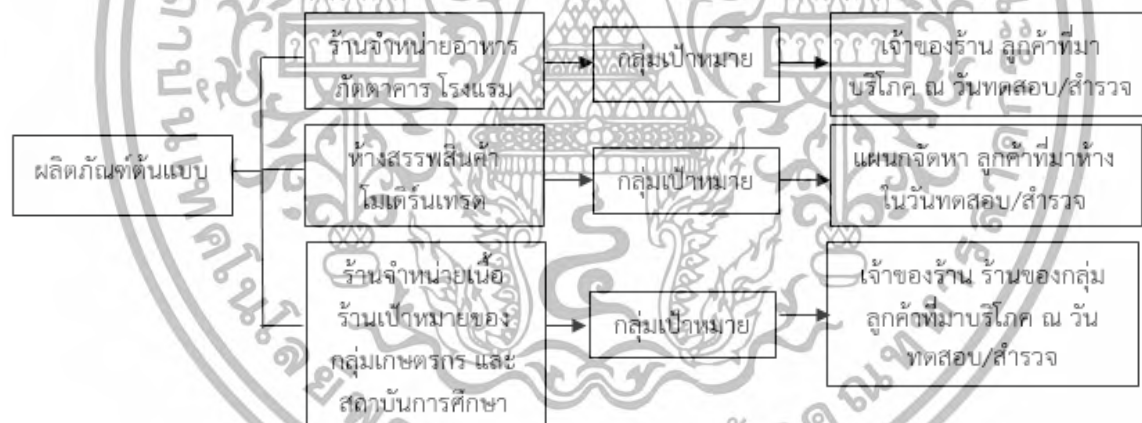 ผลิตภัณฑ์ต้นแบบ
ร้านจำหน่ายอาหาร
ภัตตาคาร โรงแรม
กลุ่มเป้าหมาย
เจ้าของร้าน ลูกค้าที่มา
บริโภค ณ วันทดสอบ/สำรวจ
ห้างสรรพสินค้า
โมเดิร์นเทรด
กลุ่มเป้าหมาย
แผนกจัดหา ลูกค้าที่มาห้าง
ในวันทดสอบ/สำรวจ
ร้านจำหน่ายเนื้อ
ร้านเป้าหมายของ
กลุ่มเกษตรกร และ
สถาบันการศึกษา
กลุ่มเป้าหมาย
เจ้าของร้าน ร้านของกลุ่ม
ลูกค้าที่มาบริโภค ณ วัน
ทดสอบ/สำรวจ